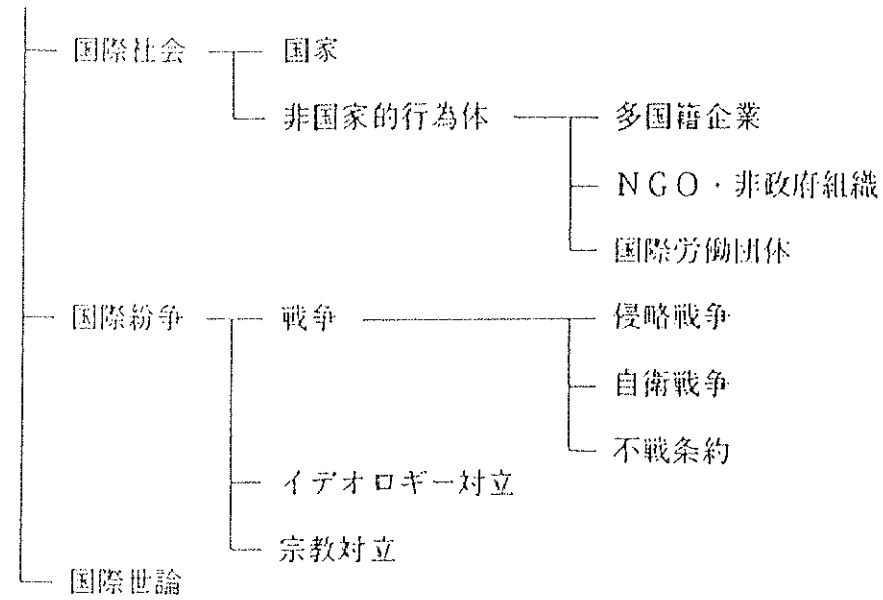 国際社会 国家
非国家的行為体 多国籍企業
NGO・非政府組織
国際労働団体
国際紛争 戦争 侵略戦争
自衛戦争
不戦条約
イデオロギー対立
宗教対立
国際世論